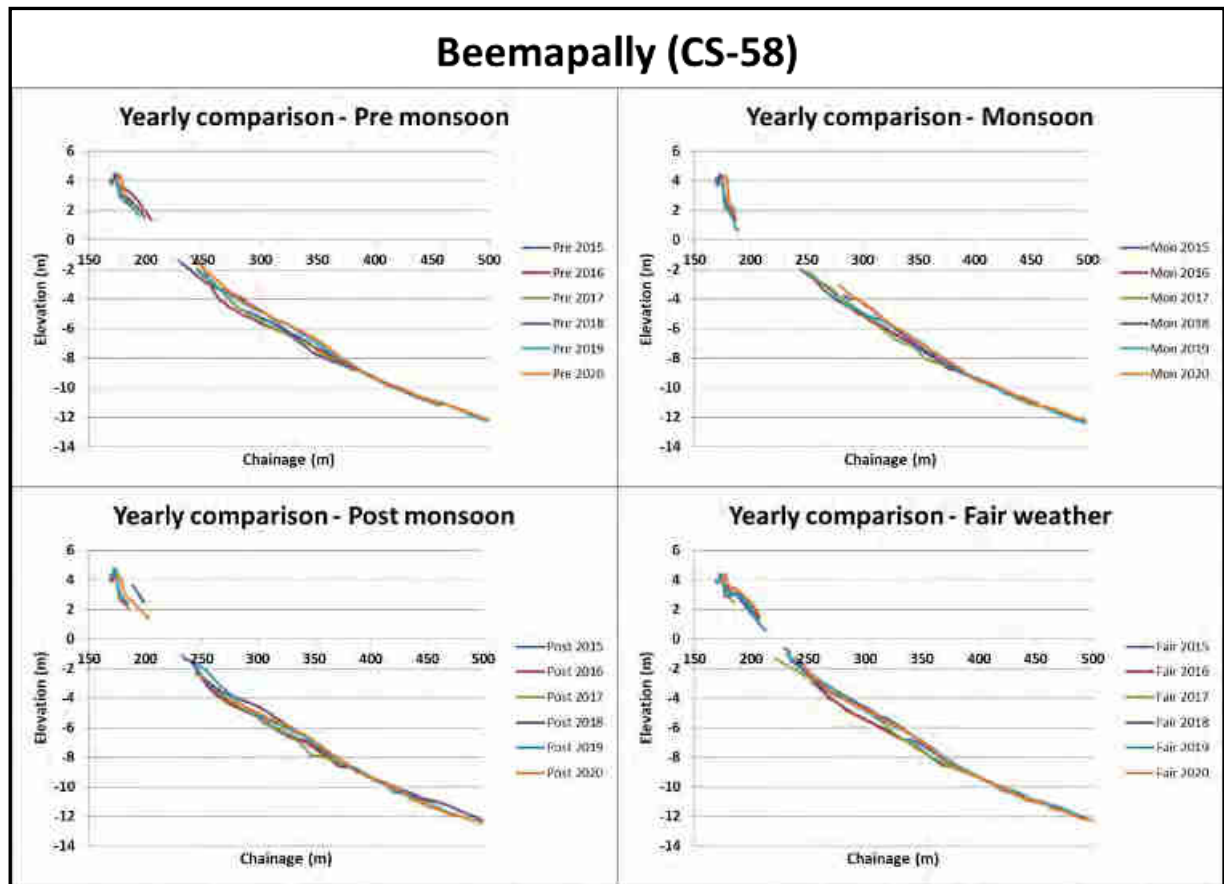 Beemapally (CS-58)
Yearly comparison - Pre monsoon
6
4
2
0
-2
-4
-6
-8
-10
-12
-14
150 200 250 300 350 400 450 500
Elevation (m)
Chainage (m)
Pre 2015
Pre 2016
Pre 2017
Pre 2018
Pre 2019
Pre 2020
Yearly comparison - Monsoon
6
4
2
0
-2
-4
-6
-8
-10
-12
-14
150 200 250 300 350 400 450 500
Elevation (m)
Chainage (m)
Mon 2015
Mon 2016
Mon 2017
Mon 2018
Mon 2019
Mon 2020
Yearly comparison - Post monsoon
6
4
2
0
-2
-4
-6
-8
-10
-12
-14
150 200 250 300 350 400 450 500
Elevation (m)
Chainage (m)
Post 2015
Post 2016
Post 2017
Post 2018
Post 2019
Post 2020
Yearly comparison - Fair weather
6
4
2
0
-2
-4
-6
-8
-10
-12
-14
150 200 250 300 350 400 450 500
Elevation (m)
Chainage (m)
Fair 2015
Fair 2016
Fair 2017
Fair 2018
Fair 2019
Fair 2020